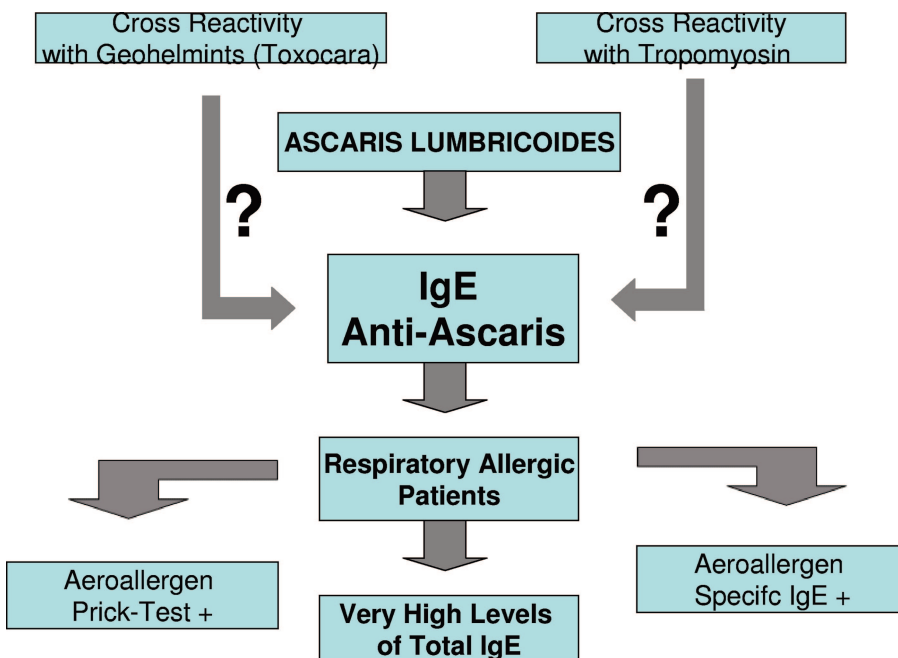 Cross Reactivity
with Geohelmints (Toxocara)
Cross Reactivity
with Tropomyosin
ASCARIS LUMBRICOIDES
?
?
IgE
Anti-Ascaris
Respiratory Allergic
Patients
Aeroallergen
Prick-Test +
Very High Levels
of Total IgE
Aeroallergen
Specifc IgE +